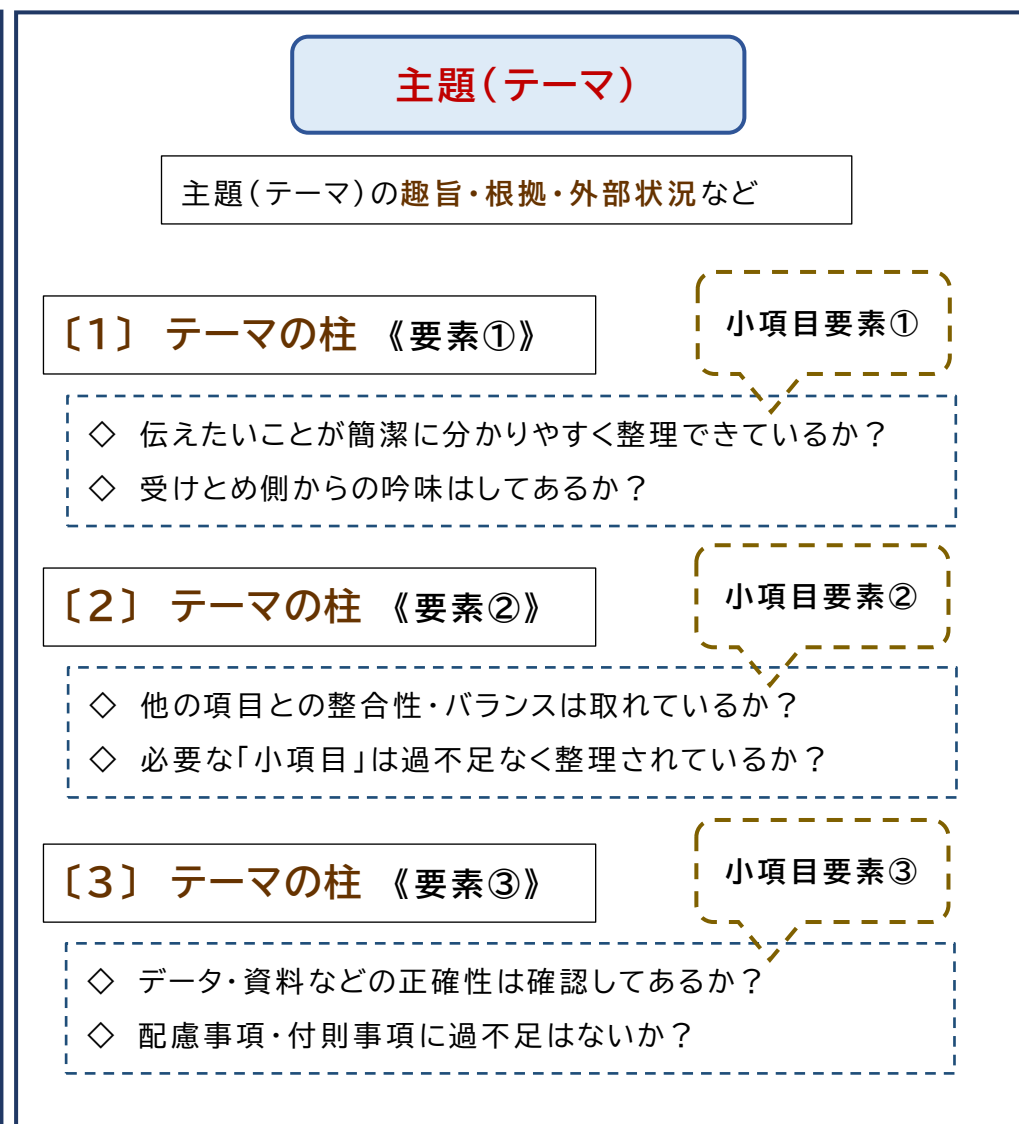 主題(テーマ)
主題(テーマ)の趣旨・根拠・外部状況など
〔1〕 テーマの柱 《要素①》
小項目要素①
◇ 伝えたいことが簡潔に分かりやすく整理できているか？
◇ 受けとめ側からの吟味はしてあるか？
〔2〕 テーマの柱 《要素②》
小項目要素②
◇ 他の項目との整合性・バランスは取れているか？
◇ 必要な「小項目」は過不足なく整理されているか？
〔3〕 テーマの柱 《要素③》
小項目要素③
◇ データ・資料などの正確性は確認してあるか？
◇ 配慮事項・付則事項に過不足はないか？